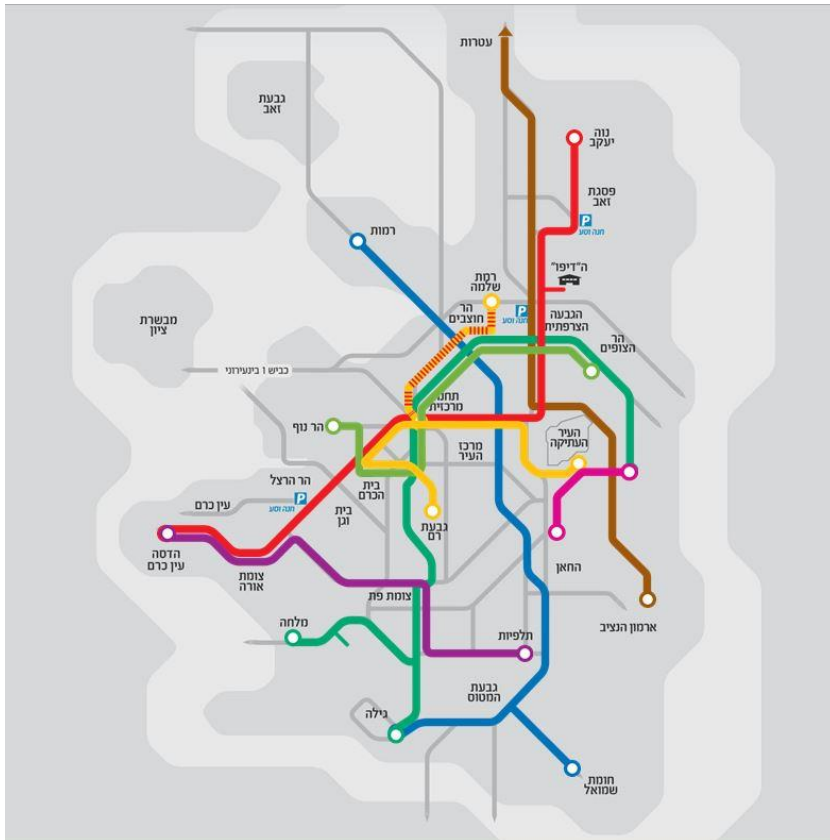 עטרות
נוה
יעקב
גבעת
זאב
פסגת
זאב
P
חנה וסע
רמות
ה"דיפו"
רמת
שלמה
הר
חוצבים
P
חנה וסע
הגבעה
הצרפתית
הר
הצופים
מבשרת
ציון
כביש 1 בינעירוני
תחנה
מרכזית
הר נוף
מרכז
העיר
העיר
העתיקה
הר הרצל
בית
הכרם
P
חנה וסע
עין כרם
בית
וגן
גבעת
רם
הדסה
עין כרם
צומת
אורה
החאן
צומת פת
ארמון הנציב
מלחה
תלפיות
גבעת
המטוס
גילה
חומת
שמואל